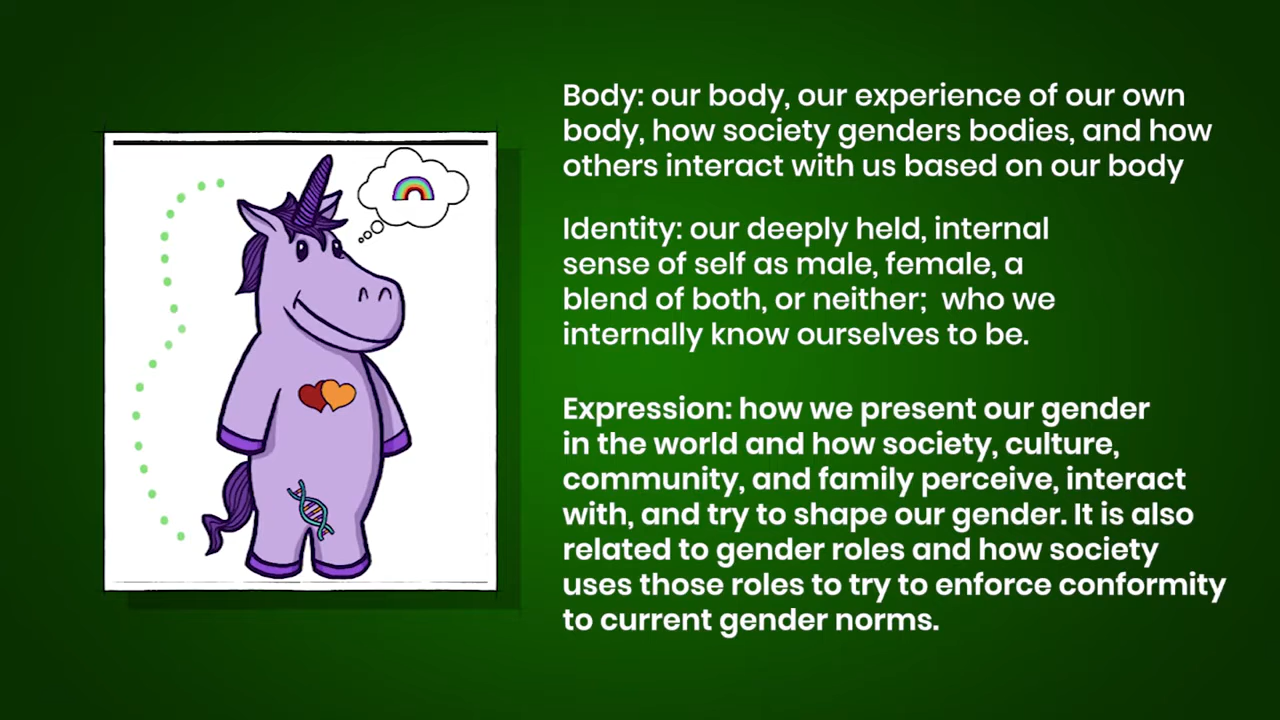 Body: our body, our experience of our own
body, how society genders bodies, and how
others interact with us based on our body
Identity: our deeply held, internal
sense of self as male, female, a
blend of both, or neither;  who we
internally know ourselves to be.
Expression: how we present our gender
in the world and how society, culture,
community, and family perceive, interact
with, and try to shape our gender. It is also
related to gender roles and how society
uses those roles to try to enforce conformity
to current gender norms.